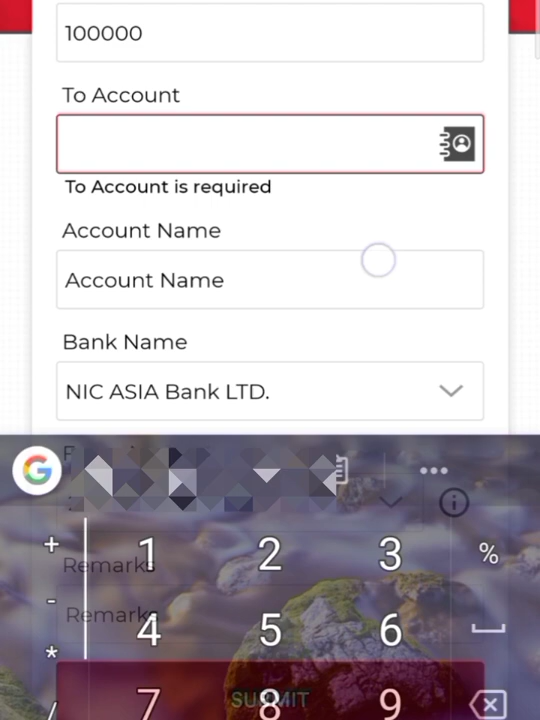 100000
To Account
To Account is required
Account Name
Account Name
Bank Name
NIC ASIA Bank LTD.
+ 1 2 3 %
Remarks
-
Remarks
* 4 5 6
SUBMIT
/ 7 8 9